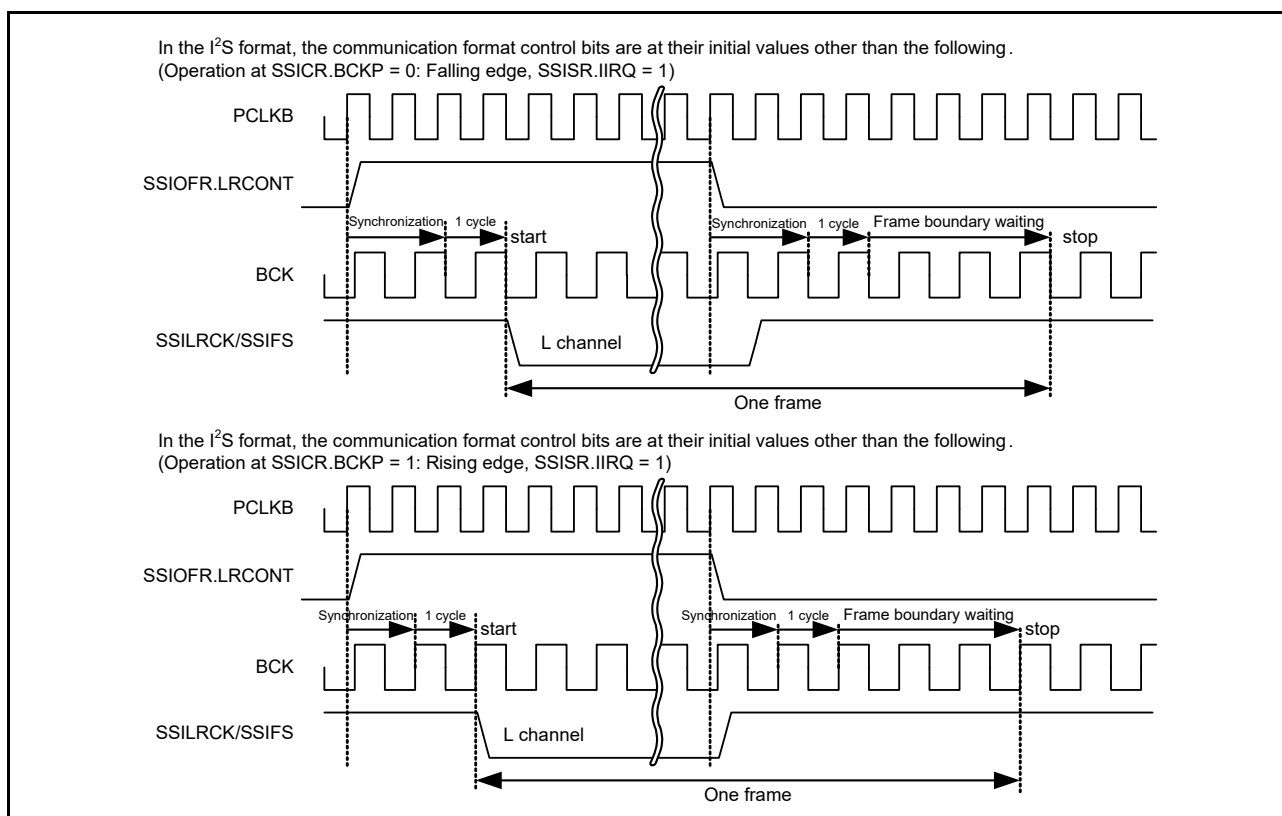 In the I²S format, the communication format control bits are at their initial values other than the following.
(Operation at SSICR.BCKP = 0: Falling edge, SSISR.IIRQ = 1)
PCLKB
SSIOFR.LRCONT
Synchronization 1 cycle start Synchronization 1 cycle Frame boundary waiting stop
BCK
SSILRCK/SSIFS L channel
One frame
In the I²S format, the communication format control bits are at their initial values other than the following.
(Operation at SSICR.BCKP = 1: Rising edge, SSISR.IIRQ = 1)
PCLKB
SSIOFR.LRCONT
Synchronization 1 cycle start Synchronization 1 cycle Frame boundary waiting stop
BCK
SSILRCK/SSIFS L channel
One frame